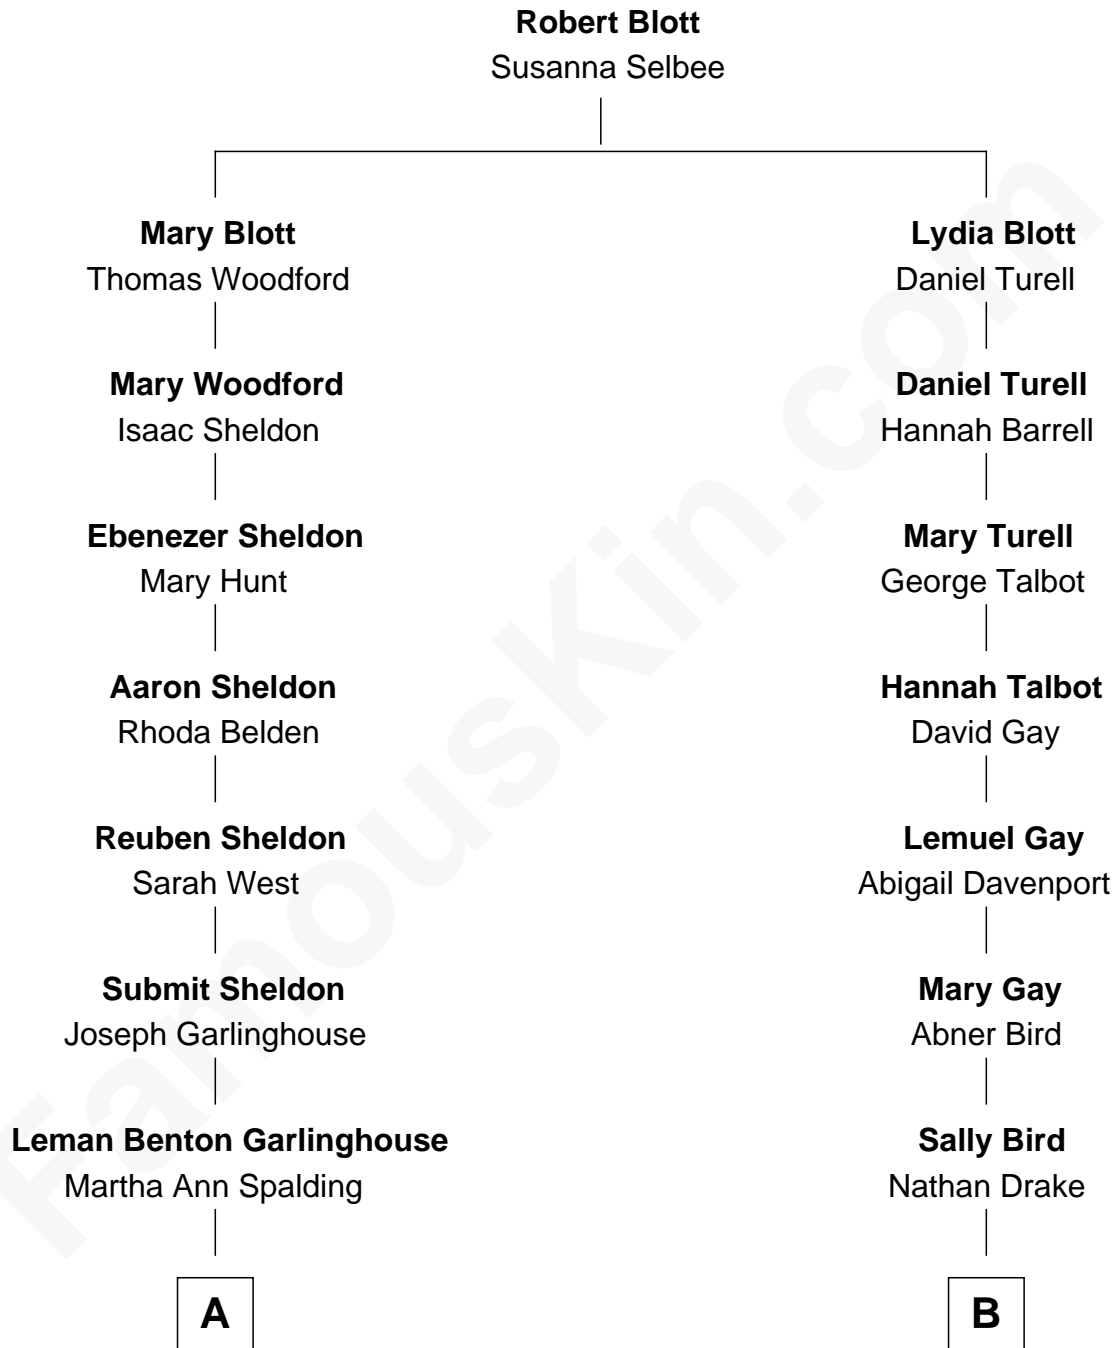 Robert Blott
Susanna Selbee
Mary Blott
Thomas Woodford
Lydia Blott
Daniel Turell
Mary Woodford
Isaac Sheldon
Daniel Turell
Hannah Barrell
Ebenezer Sheldon
Mary Hunt
Mary Turell
George Talbot
Aaron Sheldon
Rhoda Belden
Hannah Talbot
David Gay
Reuben Sheldon
Sarah West
Lemuel Gay
Abigail Davenport
Submit Sheldon
Joseph Garlinghouse
Mary Gay
Abner Bird
Leman Benton Garlinghouse
Martha Ann Spalding
Sally Bird
Nathan Drake
A
B
FamousKin.com